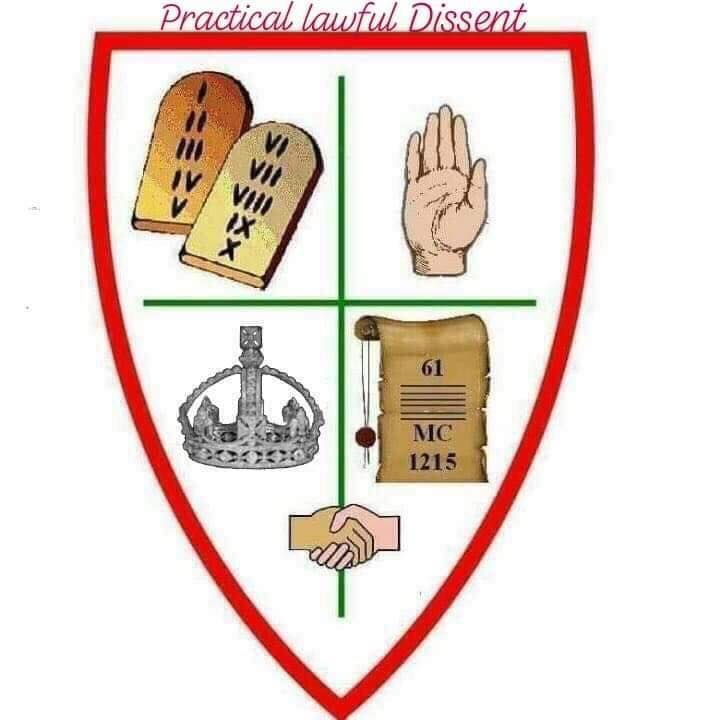 Practical lawful Dissent
I
II
III
IV
V
VI
VII
VIII
IX
X
61
MC
1215